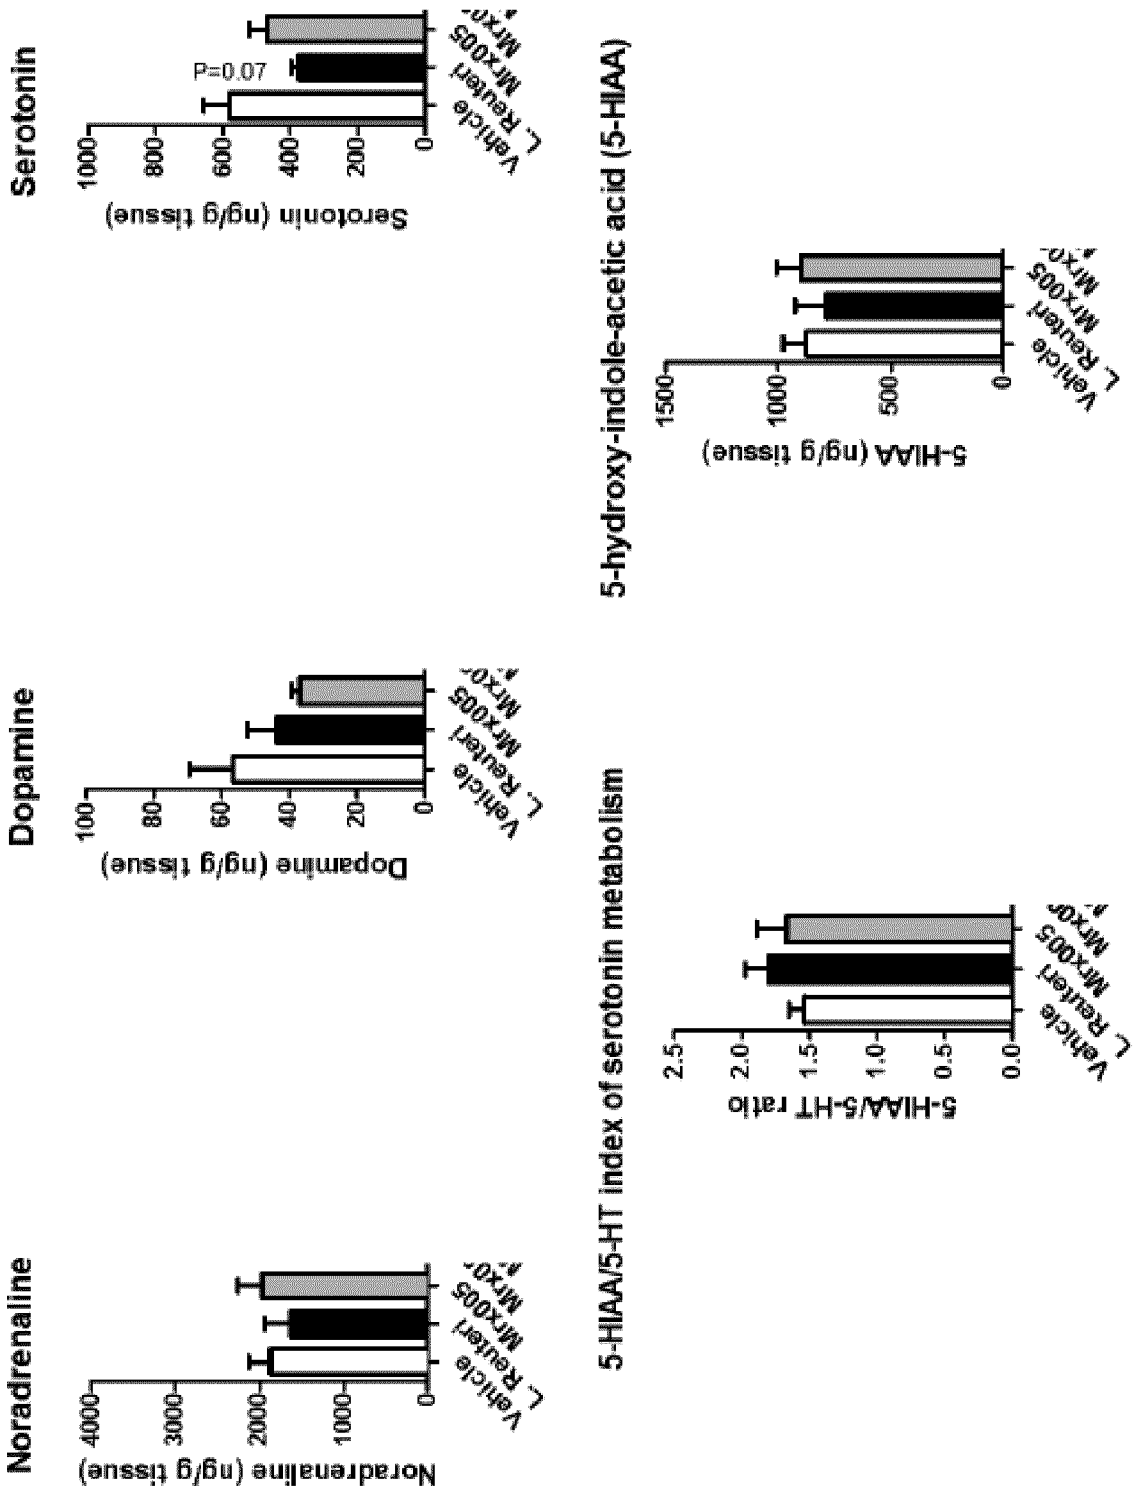 Noradrenaline
Noradrenaline (ng/g tissue)
4000
3000
2000
1000
0
Vehicle
L. Reuteri
Mrx005
Dopamine
Dopamine (ng/g tissue)
100
80
60
40
20
0
Vehicle
L. Reuteri
Mrx005
Serotonin
Serotonin (ng/g tissue)
1000
800
600
400
200
0
P=0.07
Vehicle
L. Reuteri
Mrx005
5-HIAA/5-HT index of serotonin metabolism
5-HIAA/5-HT ratio
2.5
2.0
1.5
1.0
0.5
0.0
Vehicle
L. Reuteri
Mrx005
5-hydroxy-indole-acetic acid (5-HIAA)
5-HIAA (ng/g tissue)
1500
1000
500
0
Vehicle
L. Reuteri
Mrx005